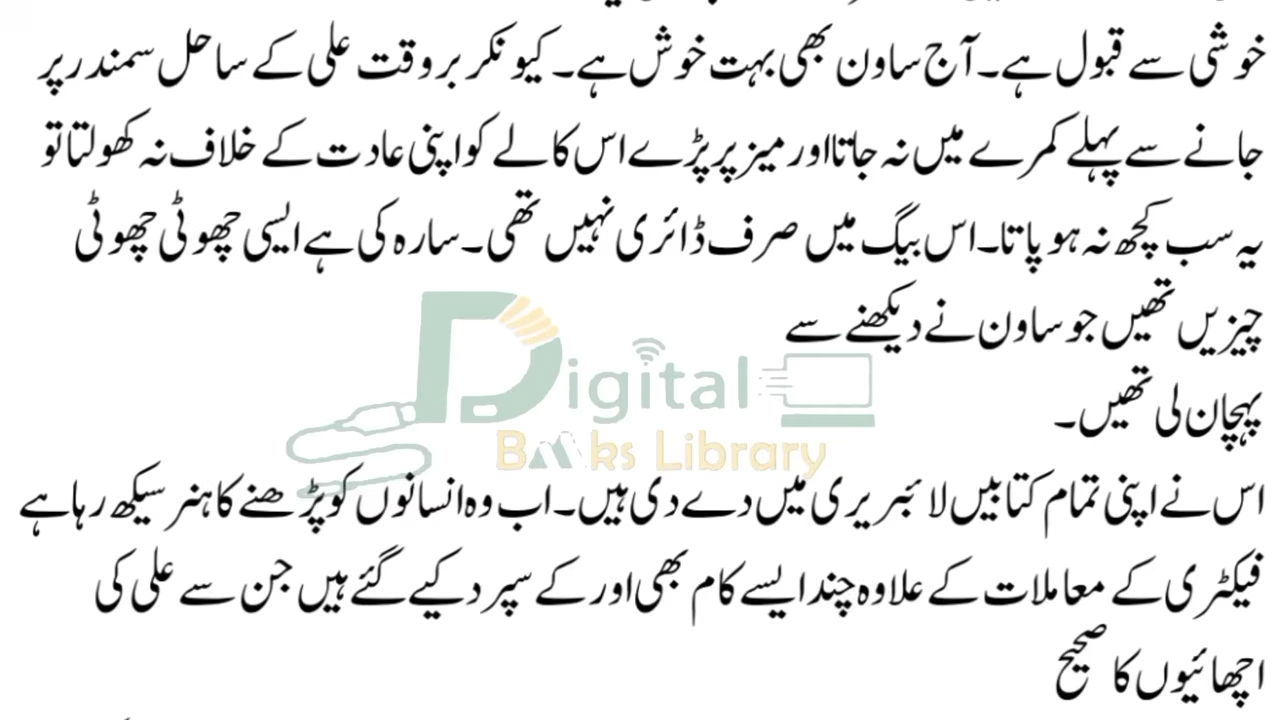 خوشی سے قبول ہے۔ آج ساون بھی بہت خوش ہے۔ کیونکر بروقت علی کے ساحل سمندر پر
جانے سے پہلے کمرے میں نہ جاتا اور میز پر پڑے اس کالے کو اپنی عادت کے خلاف نہ کھولتا تو
یہ سب کچھ نہ ہو پاتا۔ اس بیگ میں صرف ڈائری نہیں تھی۔ سارہ کی ہے ایسی چھوٹی چھوٹی
چیزیں تھیں جو ساون نے دیکھنے سے
پہچان لی تھیں۔
Digital
Books Library
اس نے اپنی تمام کتابیں لائبریری میں دے دی ہیں۔ اب وہ انسانوں کو پڑھنے کا ہنر سیکھ رہا ہے
فیکٹری کے معاملات کے علاوہ چند ایسے کام بھی اور کے سپرد کیے گئے ہیں جن سے علی کی
اچھائیوں کا صحیح